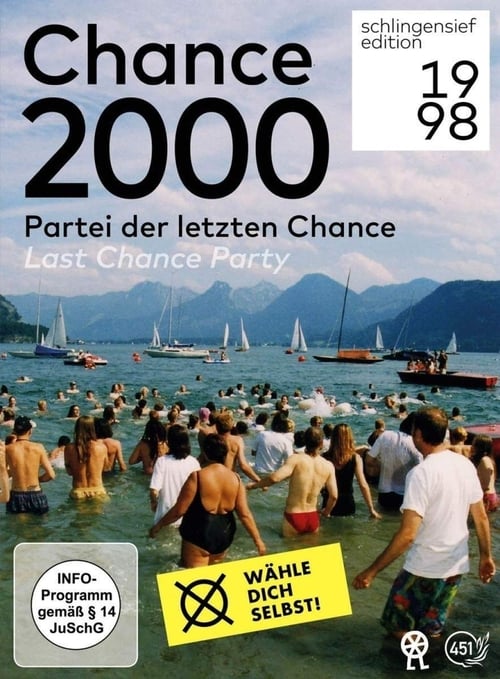 Chance
2000
Partei der letzten Chance
Last Chance Party
schlingensief
edition
19
98
INFO-
Programm
gemäß § 14
JuSchG
WÄHLE
DICH
SELBST!
451